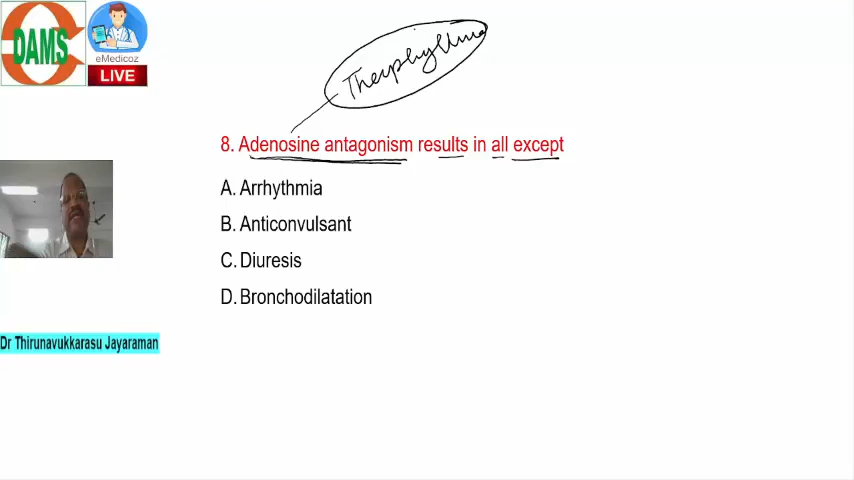 DAMS
eMedicoz
LIVE
Theophylline
8. Adenosine antagonism results in all except
A. Arrhythmia
B. Anticonvulsant
C. Diuresis
D. Bronchodilatation
Dr Thirunavukkarasu Jayaraman